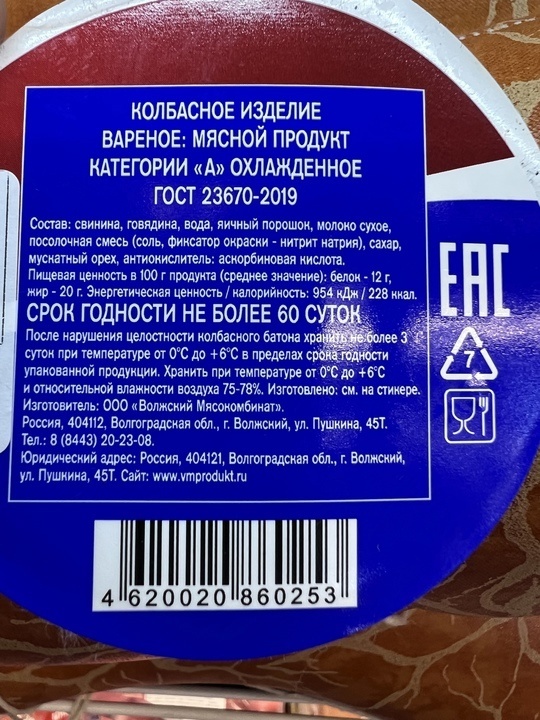 КОЛБАСНОЕ ИЗДЕЛИЕ
ВАРЕНОЕ: МЯСНОЙ ПРОДУКТ
КАТЕГОРИИ «А» ОХЛАЖДЕННОЕ
ГОСТ 23670-2019
Состав: свинина, говядина, вода, яичный порошок, молоко сухое,
посолочная смесь (соль, фиксатор окраски - нитрит натрия), сахар,
мускатный орех, антиокислитель: аскорбиновая кислота.
Пищевая ценность в 100 г продукта (среднее значение): белок - 12 г,
жир - 20 г. Энергетическая ценность / калорийность: 954 кДж / 228 ккал.
СРОК ГОДНОСТИ НЕ БОЛЕЕ 60 СУТОК
После нарушения целостности колбасного батона хранить не более 3
суток при температуре от 0°С до +6°С в пределах срока годности
упакованной продукции. Хранить при температуре от 0°С до +6°С
и относительной влажности воздуха 75-78%. Изготовлено: см. на стикере.
Изготовитель: ООО «Волжский Мясокомбинат».
Россия, 404112, Волгоградская обл., г. Волжский, ул. Пушкина, 45Т.
Тел.: 8 (8443) 20-23-08.
Юридический адрес: Россия, 404121, Волгоградская обл., г. Волжский,
ул. Пушкина, 45Т. Сайт: www.vmprodukt.ru
EAC
7
4 620020 860253